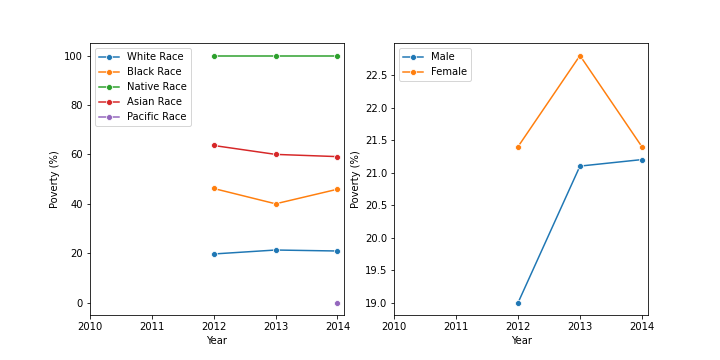 White Race
Black Race
Native Race
Asian Race
Pacific Race
100
80
60
40
20
0
Poverty (%)
2010
2011
2012
2013
2014
Year
Male
Female
22.5
22.0
21.5
21.0
20.5
20.0
19.5
19.0
Poverty (%)
2010
2011
2012
2013
2014
Year